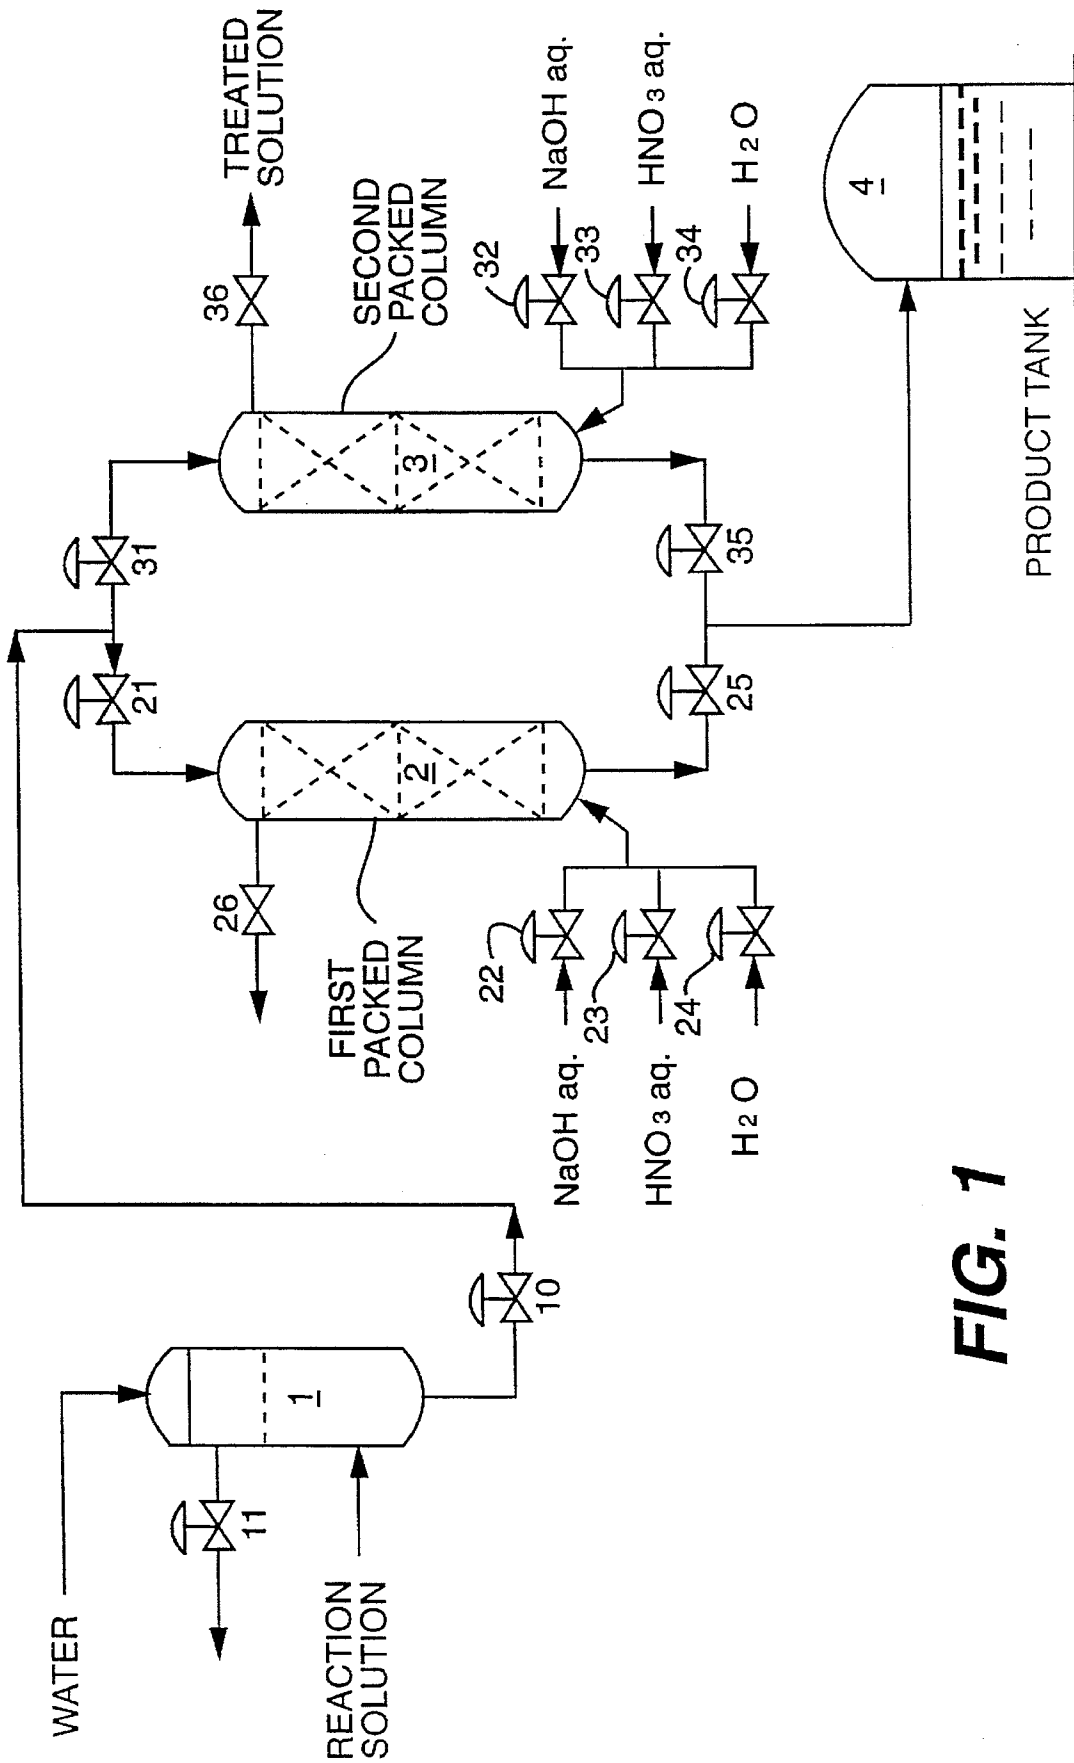 WATER
REACTION
SOLUTION
11
1
10
FIRST
PACKED
COLUMN
26
2
21
31
TREATED
SOLUTION
36
SECOND
PACKED
COLUMN
3
NaOH aq.
22
HNO3 aq.
23
H2O
24
25
35
32
NaOH aq.
33
HNO3 aq.
34
H2O
4
PRODUCT TANK
FIG. 1